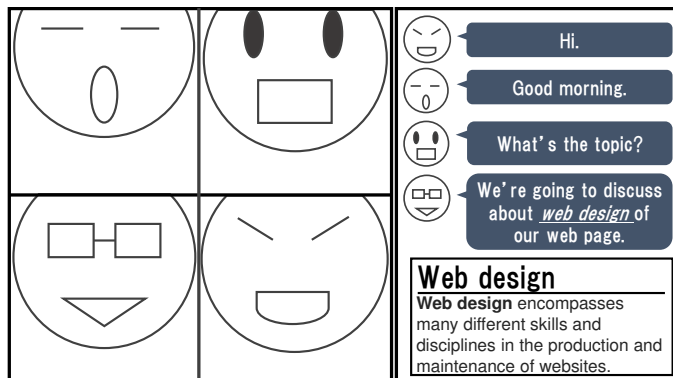 Hi.
Good morning.
What's the topic?
We're going to discuss
about web design of
our web page.
Web design
Web design encompasses
many different skills and
disciplines in the production and
maintenance of websites.